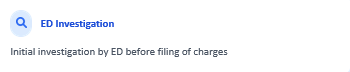 ED Investigation
Initial investigation by ED before filing of charges